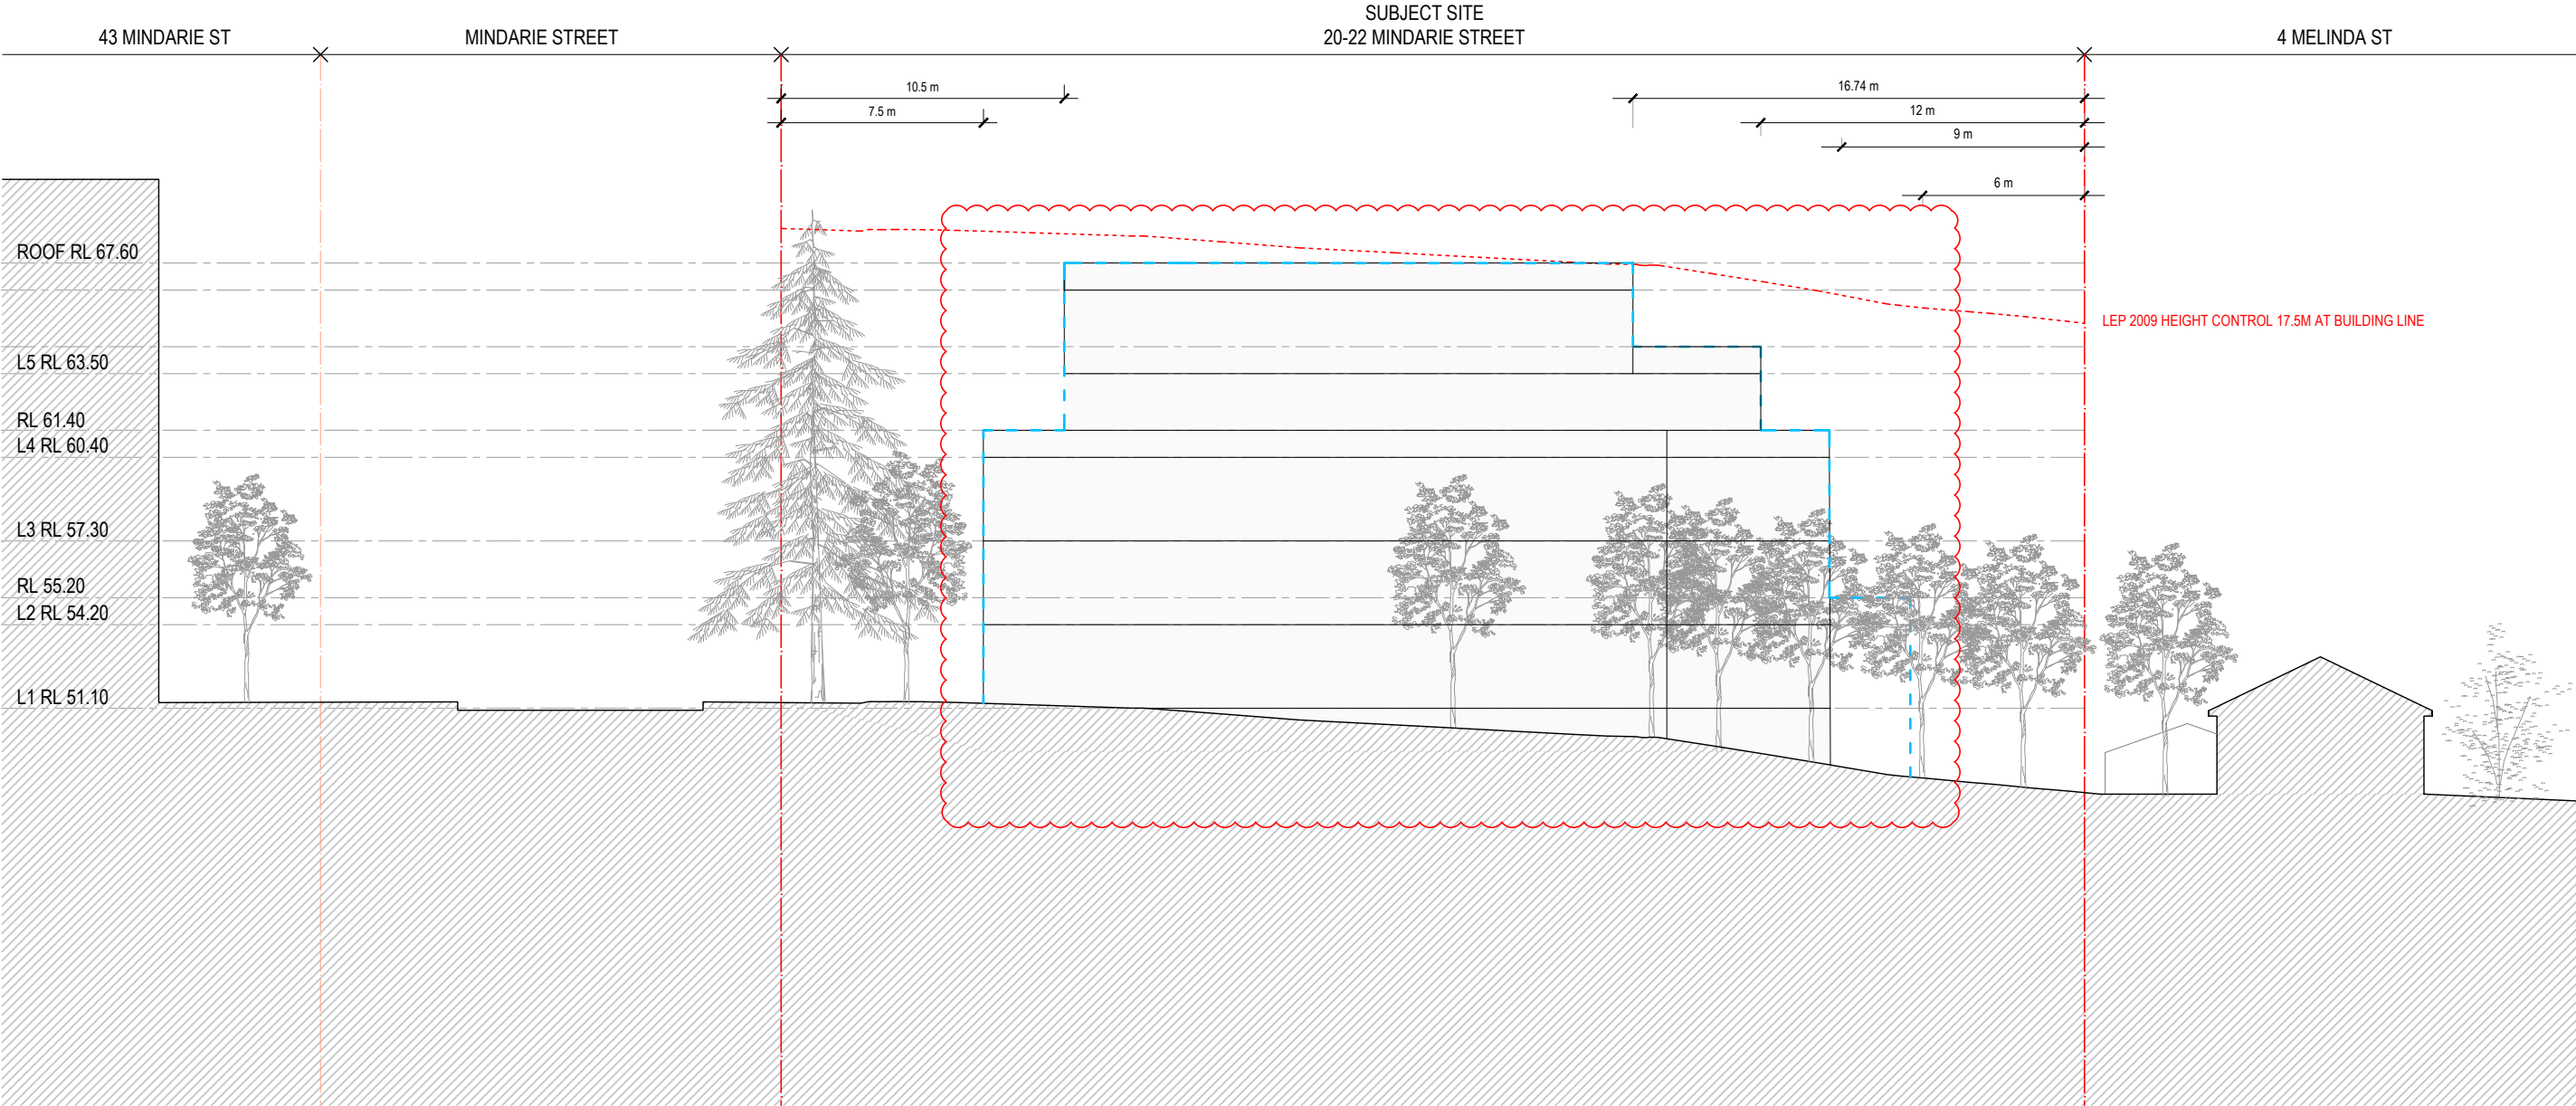 SUBJECT SITE
43 MINDARIE ST
MINDARIE STREET
20-22 MINDARIE STREET
4 MELINDA ST
10.5 m
16.74 m
7.5 m
12 m
9 m
6 m
ROOF RL 67.60
LEP 2009 HEIGHT CONTROL 17.5M AT BUILDING LINE
L5 RL 63.50
RL 61.40
L4 RL 60.40
L3 RL 57.30
RL 55.20
L2 RL 54.20
L1 RL 51.10